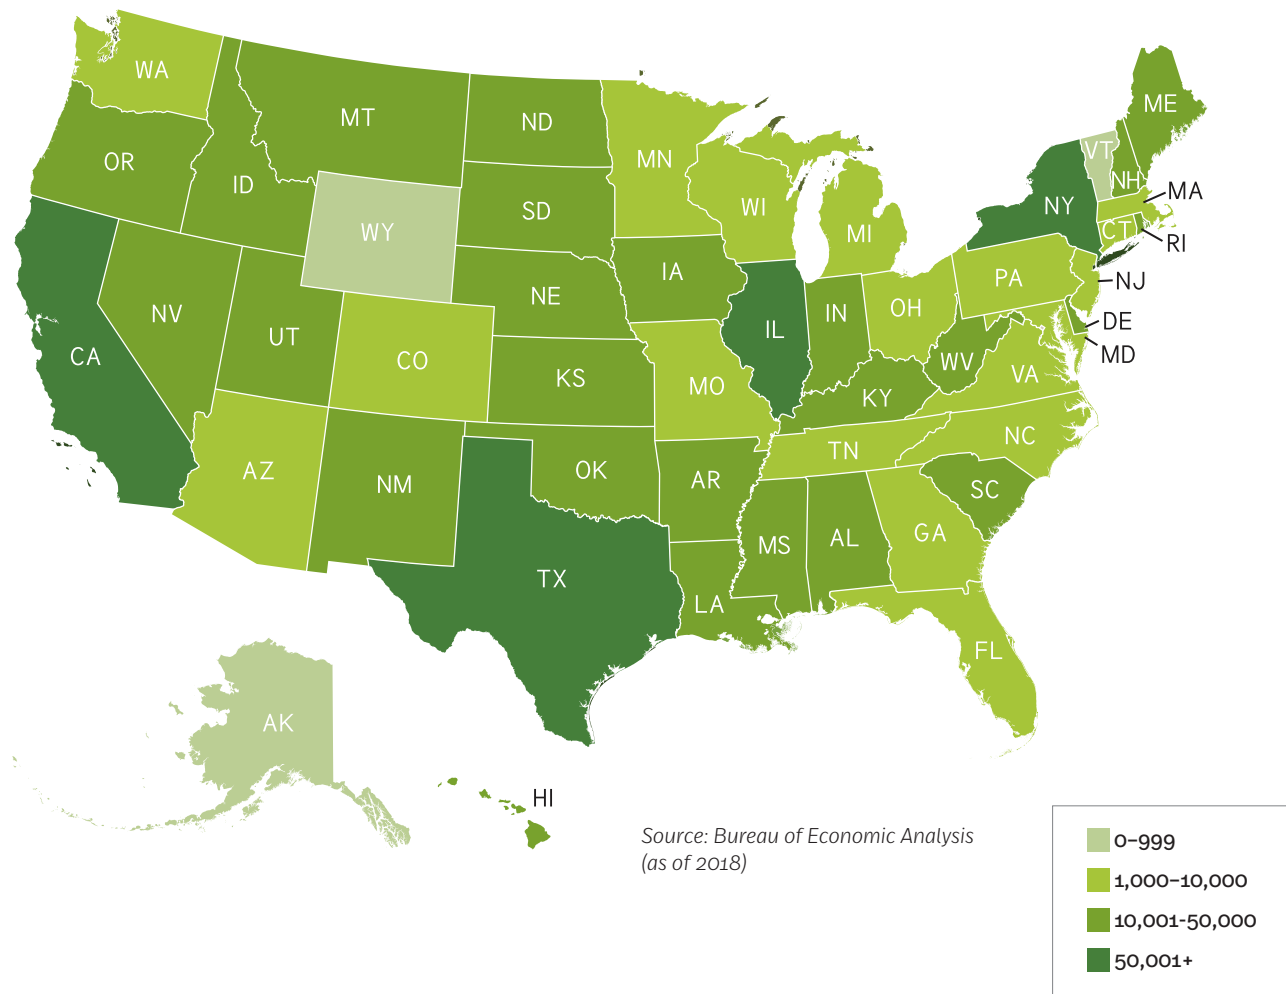 WA
MT
ND
ME
OR
ID
MN
VT
NH
MA
SD
WI
MI
NY
CT
RI
WY
IA
PA
NJ
NV
UT
NE
OH
IL
IN
DE
MD
CA
CO
KS
MO
WV
VA
KY
NC
TN
AZ
NM
OK
AR
SC
MS
AL
GA
TX
LA
FL
AK
HI
Source: Bureau of Economic Analysis
(as of 2018)
0–999
1,000–10,000
10,001-50,000
50,001+